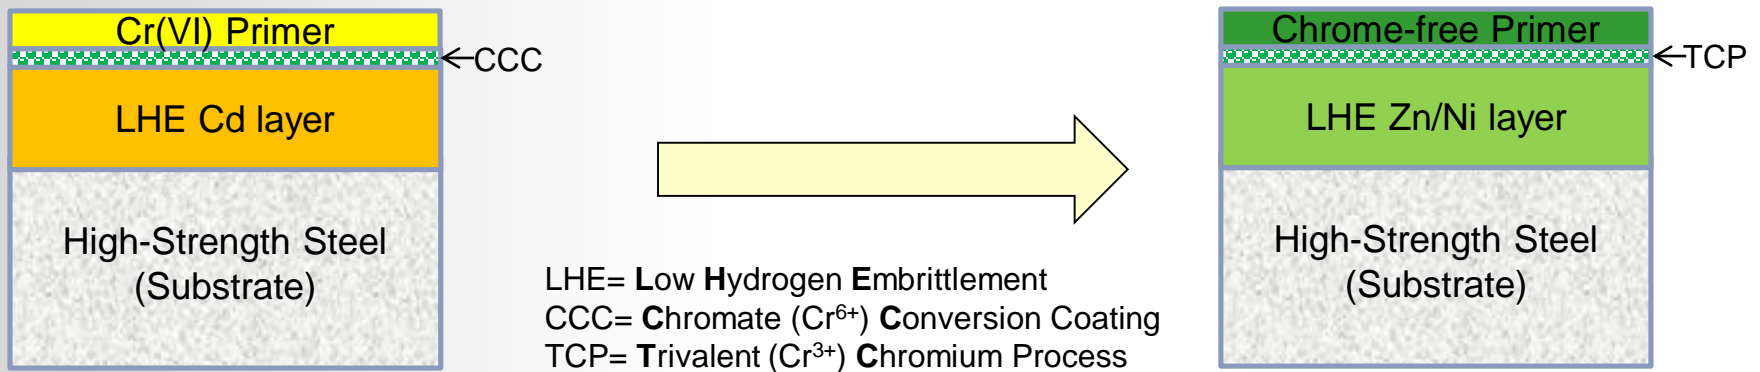 Cr(VI) Primer
←CCC
LHE Cd layer
High-Strength Steel
(Substrate)
LHE= Low Hydrogen Embrittlement
CCC= Chromate (Cr⁶⁺) Conversion Coating
TCP= Trivalent (Cr³⁺) Chromium Process
Chrome-free Primer
←TCP
LHE Zn/Ni layer
High-Strength Steel
(Substrate)